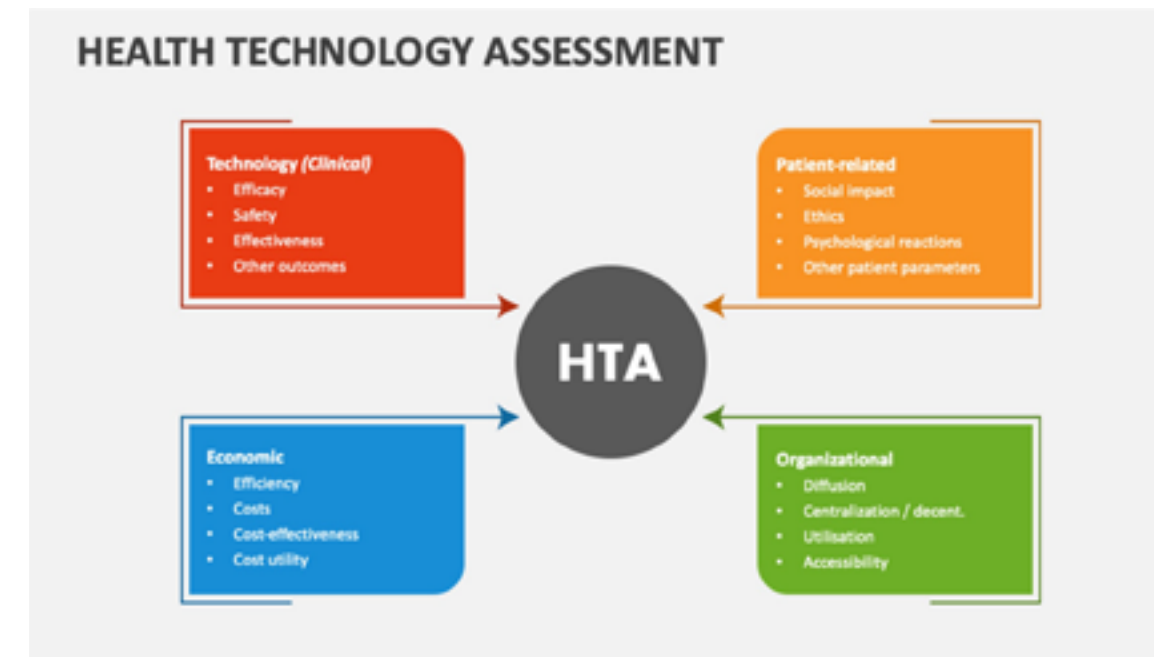 HEALTH TECHNOLOGY ASSESSMENT
Technology (Clinical)
• Efficacy
• Safety
• Effectiveness
• Other outcomes
Patient-related
• Social impact
• Ethics
• Psychological reactions
• Other patient parameters
HTA
Economic
• Efficiency
• Costs
• Cost-effectiveness
• Cost utility
Organizational
• Diffusion
• Centralization / decent.
• Utilisation
• Accessibility